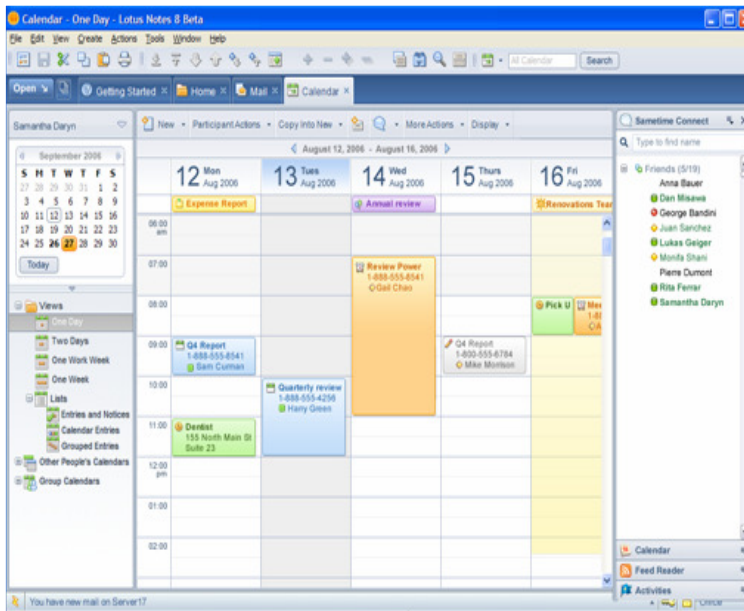 Calendar - One Day - Lotus Notes 8 Beta
File Edit View Create Actions Tools Window Help
All Calendar Search
Open Getting Started × Home × Mail × Calendar ×
Samantha Daryn
New Participant Actions Copy Into New More Actions Display
Sametime Connect
Type to find name
August 12, 2006 - August 16, 2006
September 2006
S M T W T F S
27 28 29 30 31 1 2
3 4 5 6 7 8 9
10 11 12 13 14 15 16
17 18 19 20 21 22 23
24 25 26 27 28 29 30
Today
Views
One Day
Two Days
One Work Week
One Week
Lists
Entries and Notices
Calendar Entries
Grouped Entries
Other People's Calendars
Group Calendars
12 Mon Aug 2006
13 Tues Aug 2006
14 Wed Aug 2006
15 Thurs Aug 2006
16 Fri Aug 2006
Expense Report
Annual review
Renovations Tear
06:00 am
07:00
08:00
09:00
10:00
11:00
12:00 pm
01:00
02:00
Q4 Report
1-888-555-8541
Sam Curman
Dentist
155 North Main St
Suite 23
Quarterly review
1-888-555-4256
Harry Green
Review Power
1-888-555-8541
Gail Chao
Q4 Report
1-800-555-6784
Mike Morrison
Pick U
Mee
1-88
Friends (5/19)
Anna Bauer
Dan Misawa
George Bandini
Juan Sanchez
Lukas Geiger
Monifa Shani
Pierre Dumont
Rita Ferrar
Samantha Daryn
Calendar
Feed Reader
Activities
You have new mail on Server17
Office